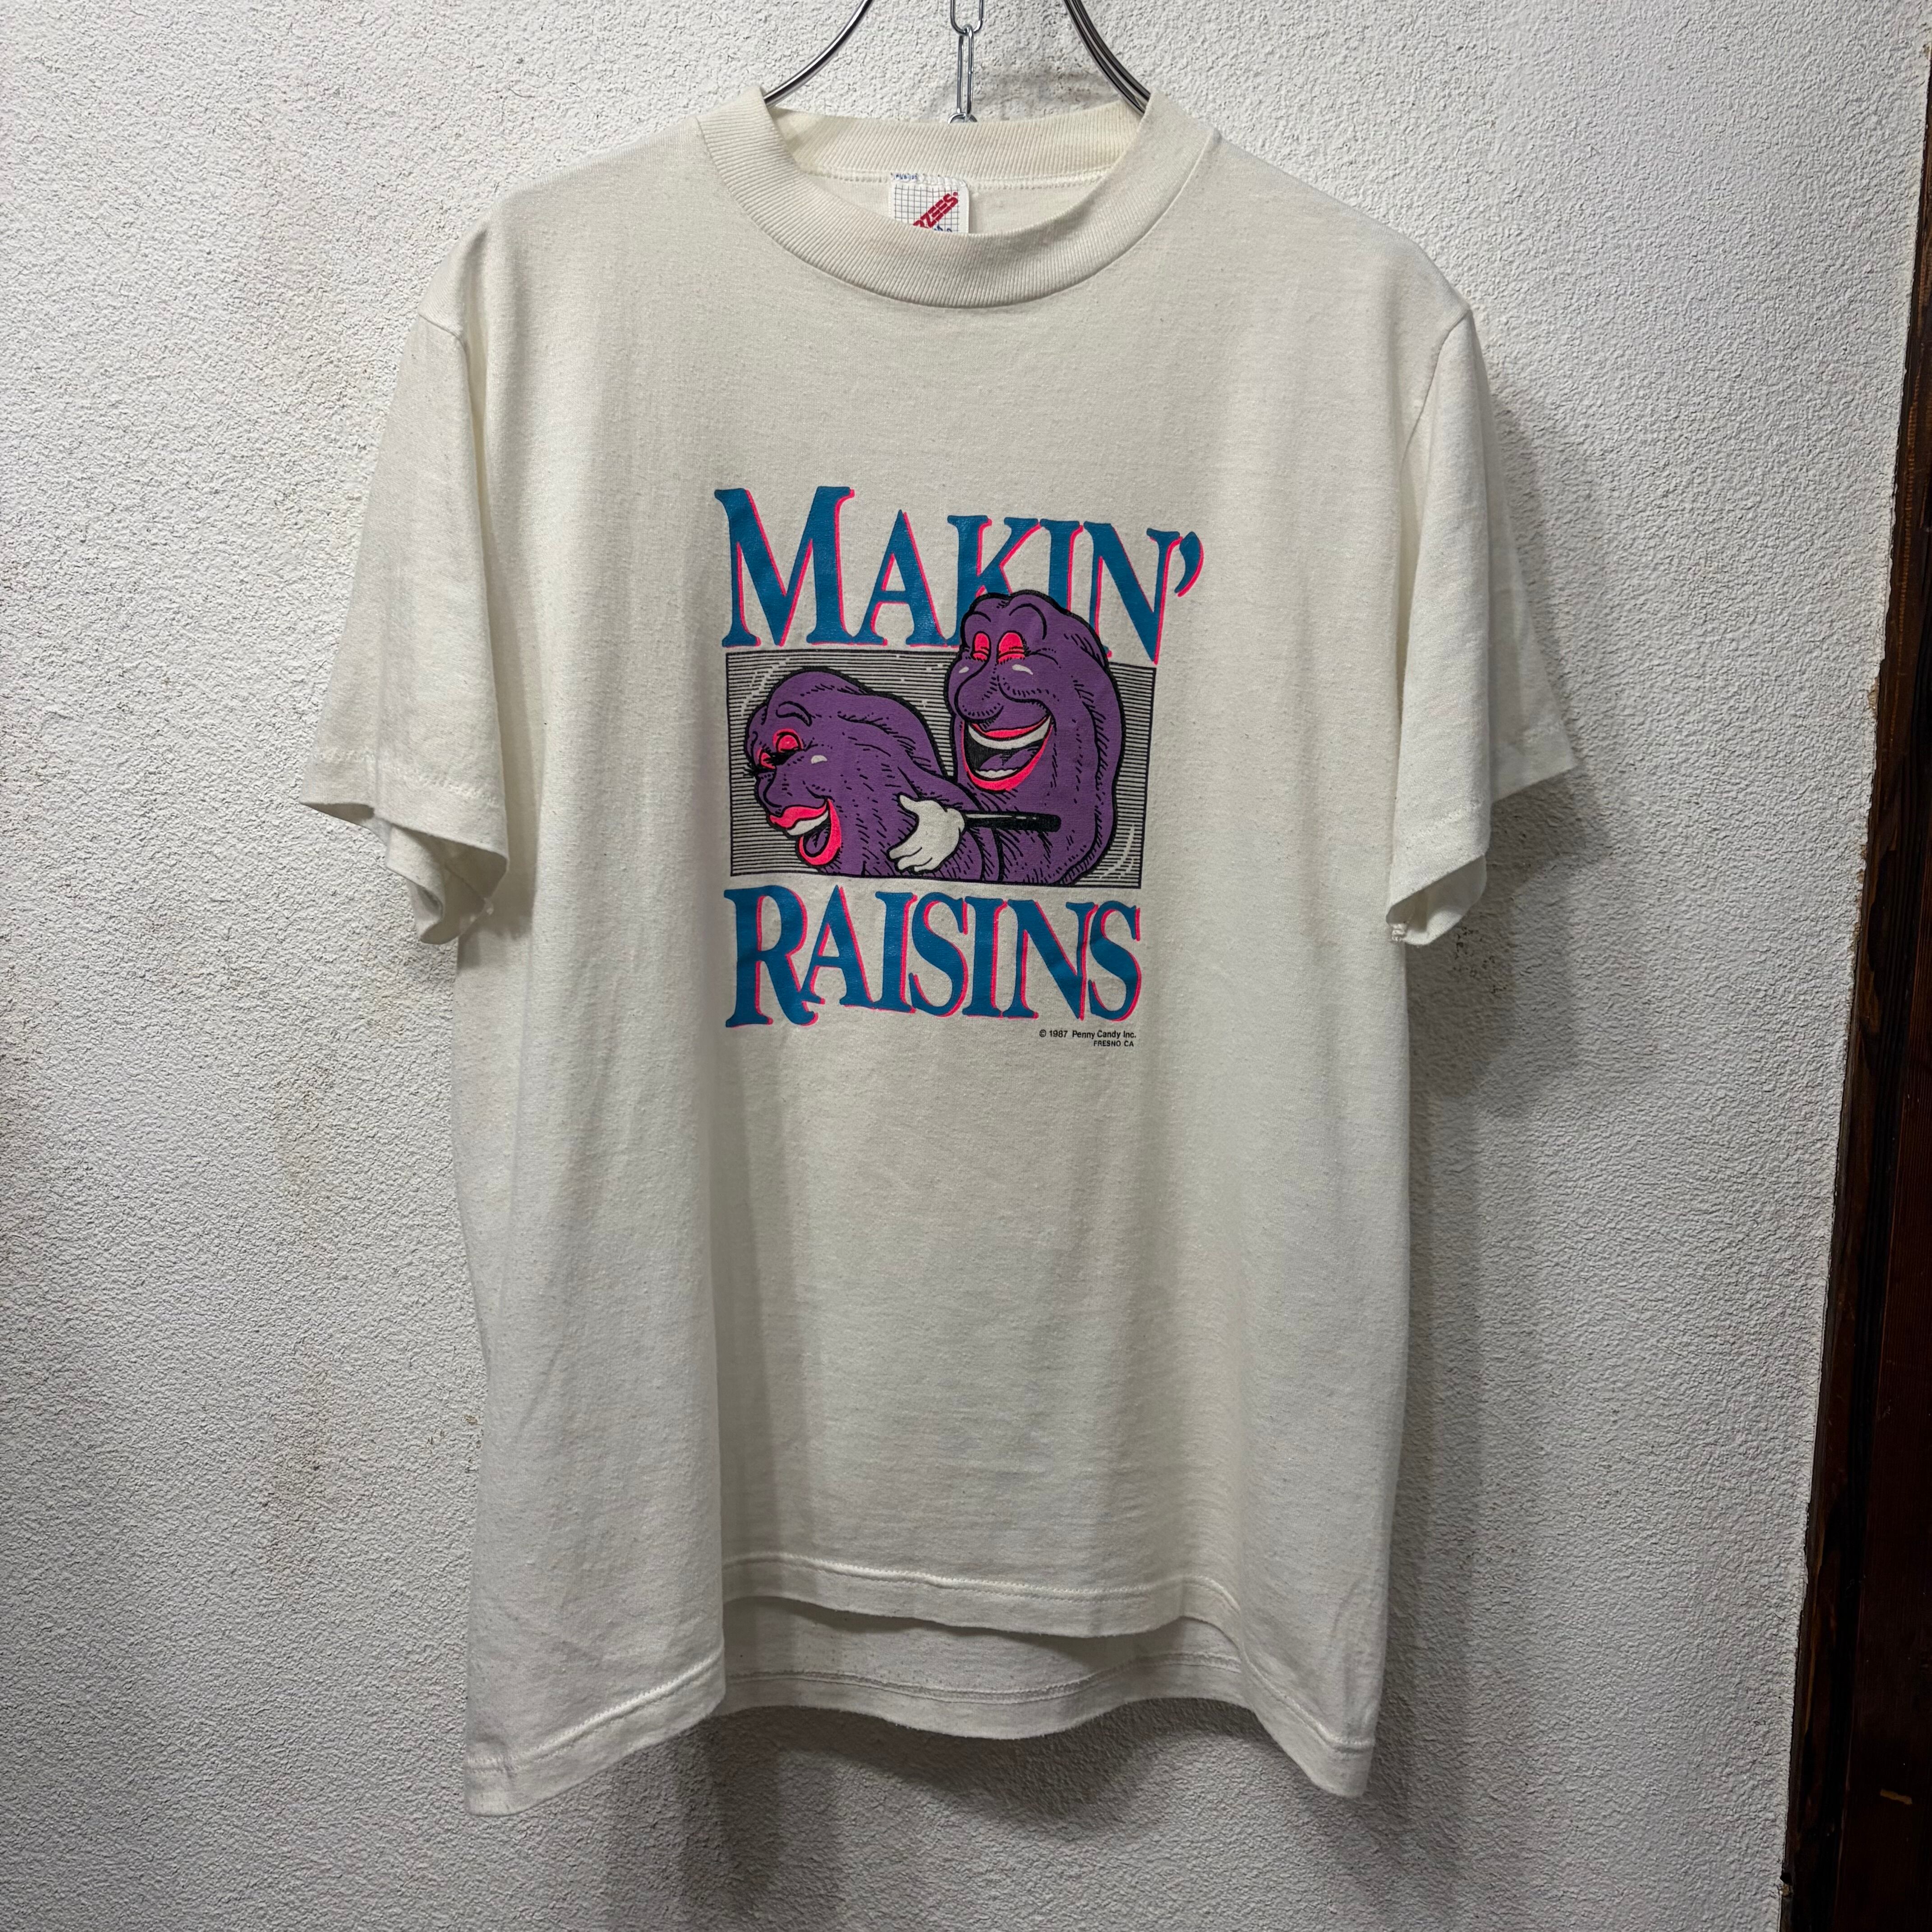 MAKIN'
RAISINS
© 1987 Penny Candy Inc.
FRESNO CA